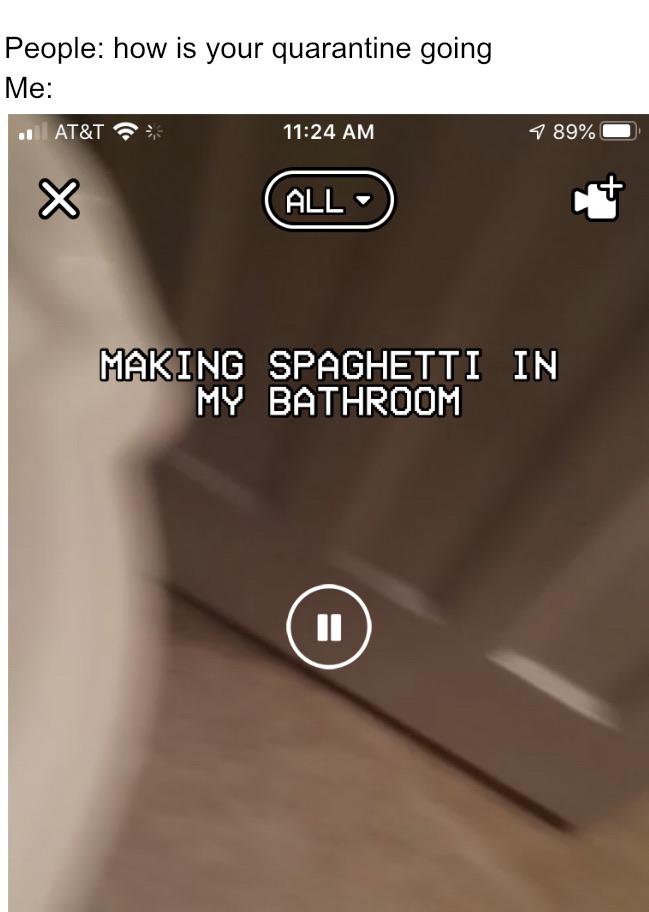 People: how is your quarantine going
Me:
AT&T 11:24 AM 89%
ALL
MAKING SPAGHETTI IN
MY BATHROOM